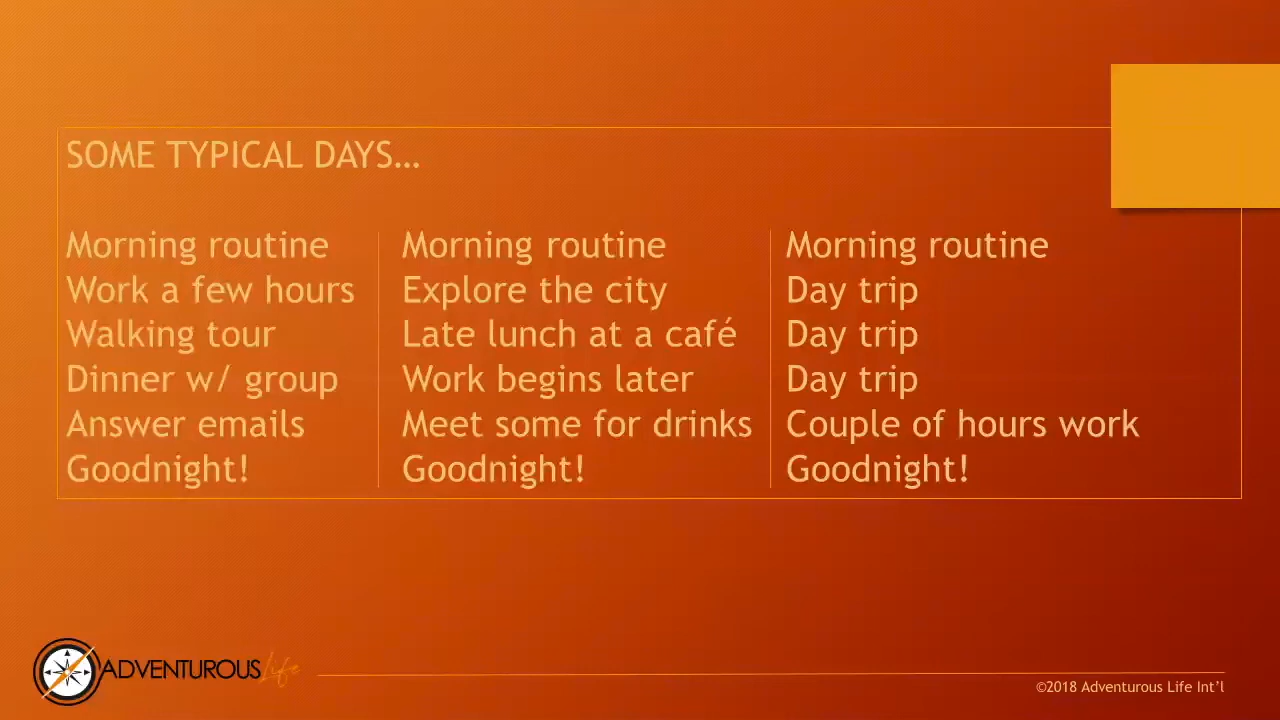 SOME TYPICAL DAYS...
Morning routine
Work a few hours
Walking tour
Dinner w/ group
Answer emails
Goodnight!
Morning routine
Explore the city
Late lunch at a café
Work begins later
Meet some for drinks
Goodnight!
Morning routine
Day trip
Day trip
Day trip
Couple of hours work
Goodnight!
ADVENTUROUS Life
©2018 Adventurous Life Int'l